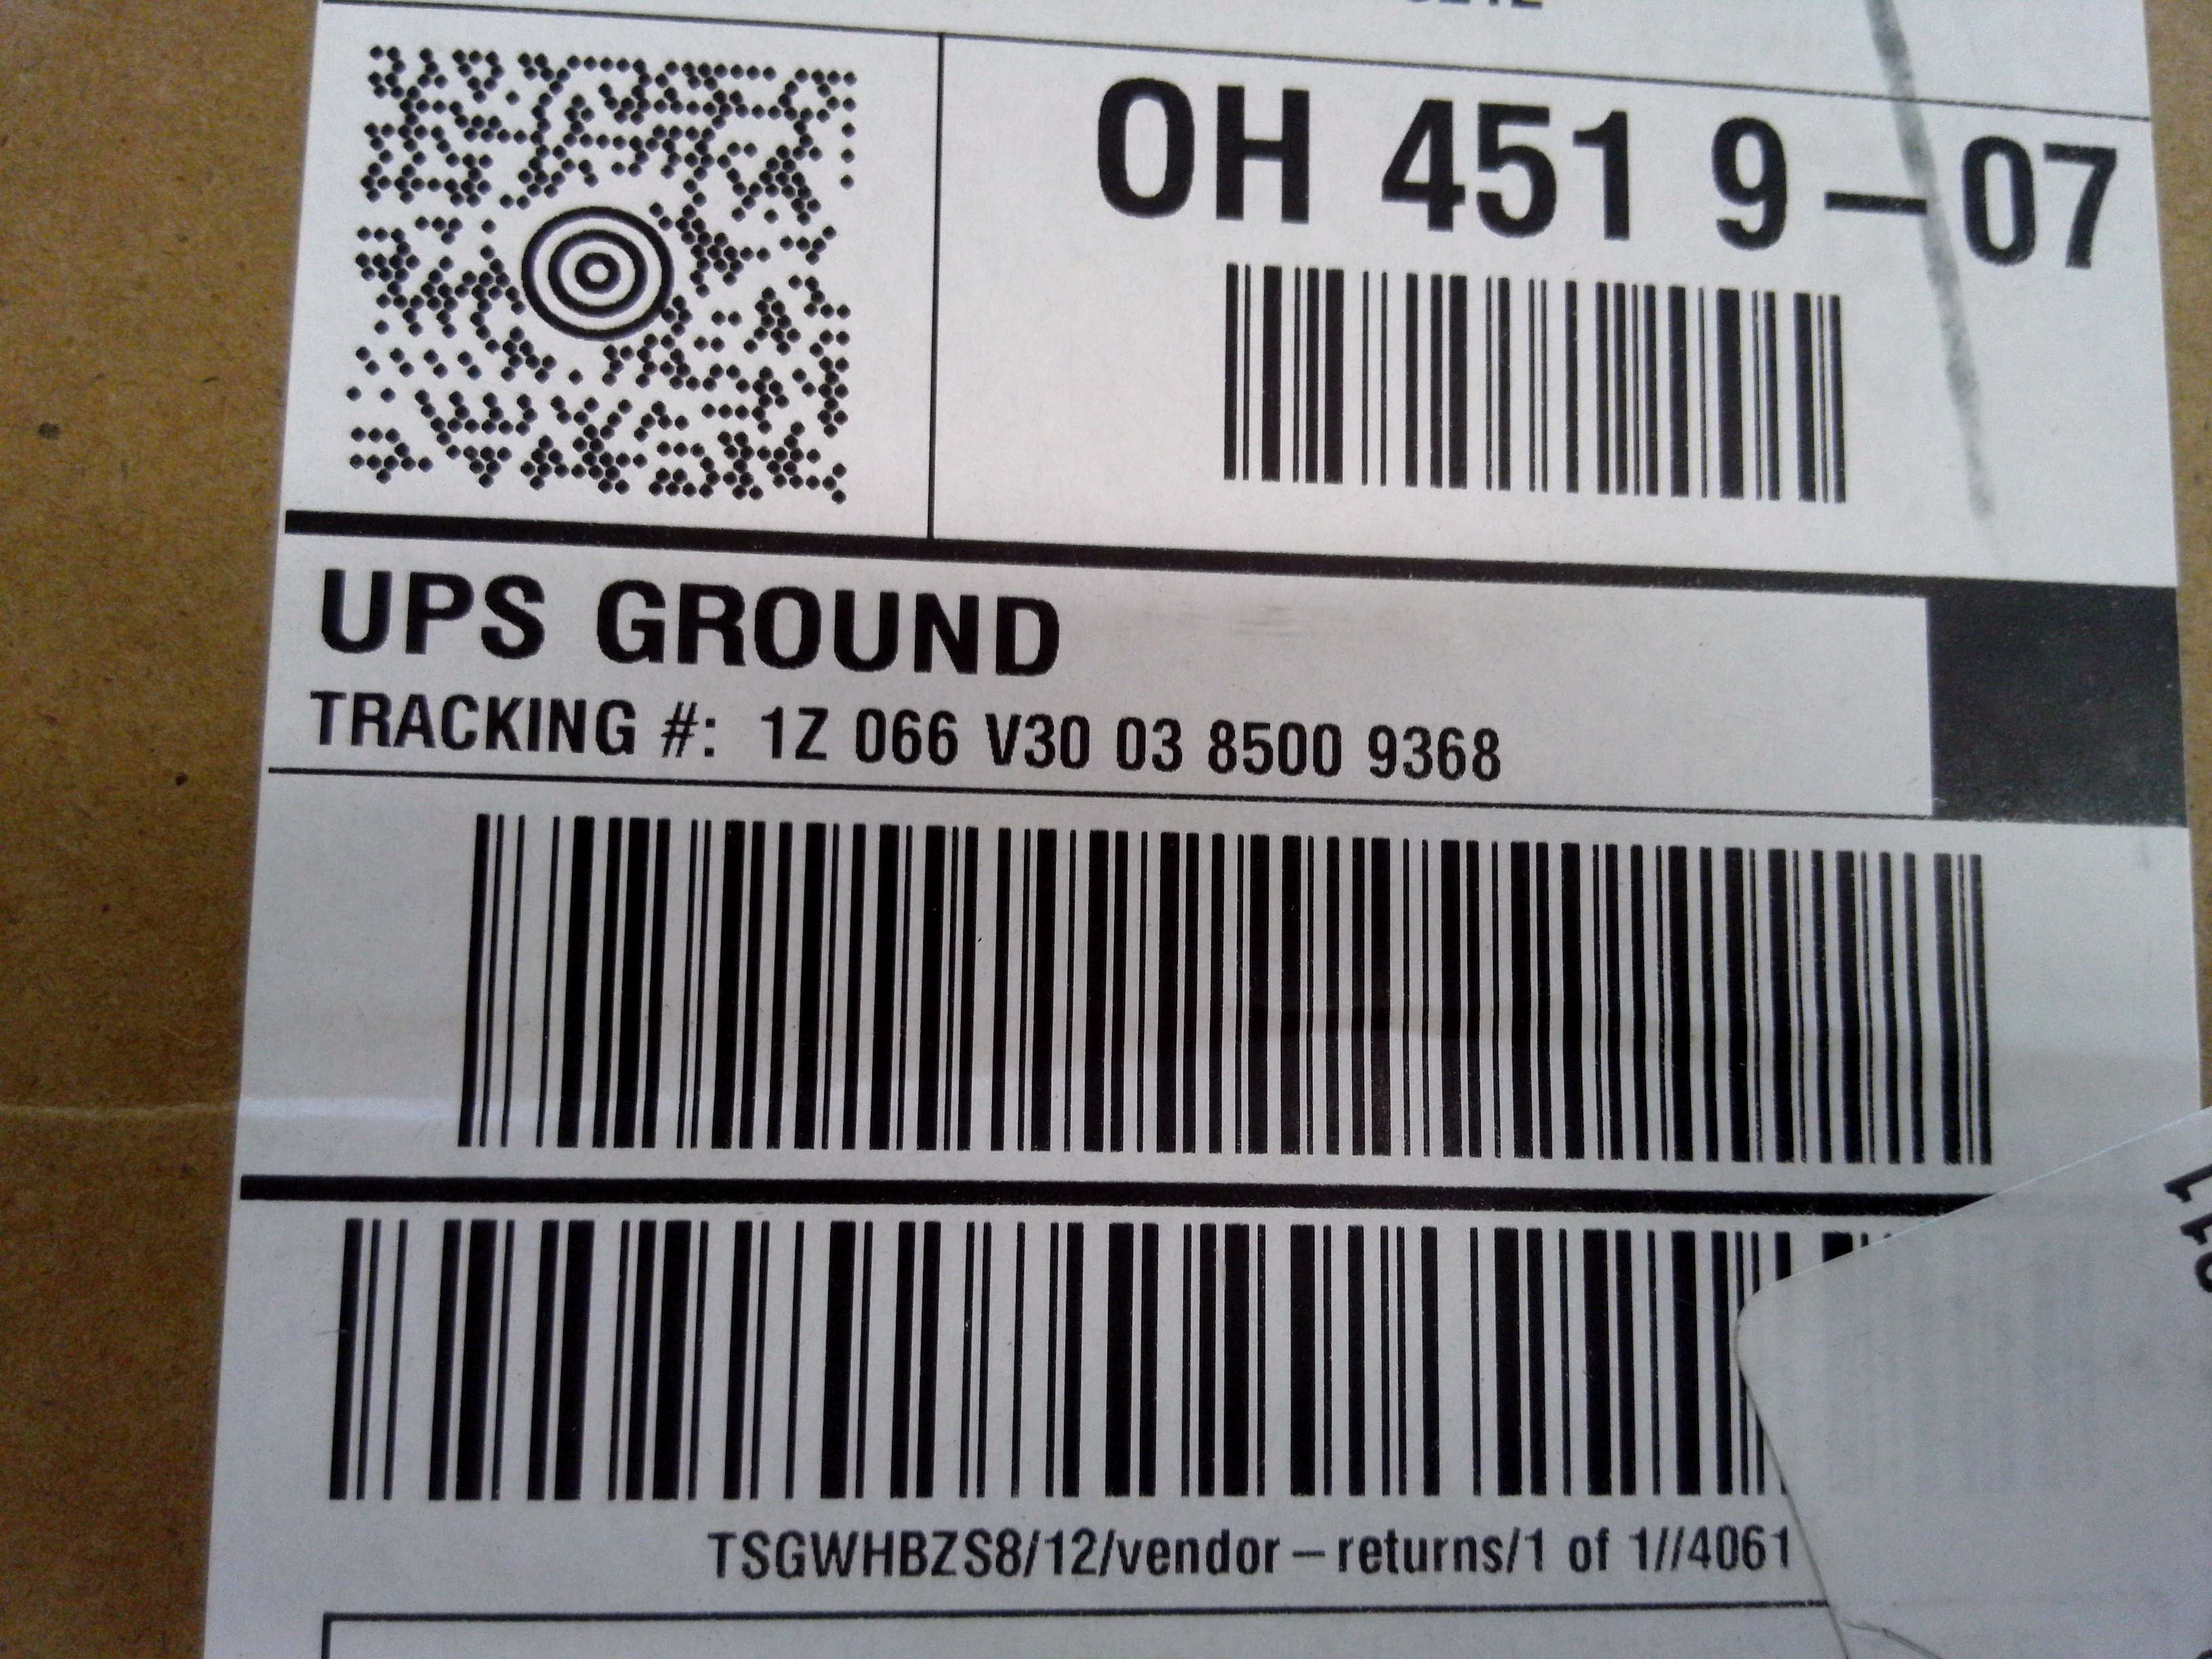 OH 451 9-07
UPS GROUND
TRACKING #: 1Z 066 V30 03 8500 9368
TSGWHBZS8/12/vendor-returns/1 of 1//4061